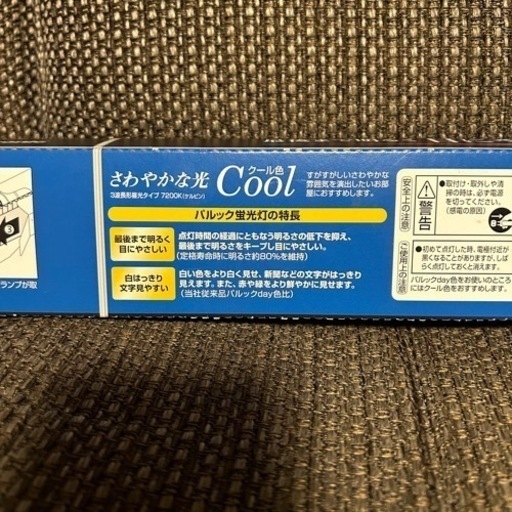 さわやかな光
クール色
Cool
3波長形昼光タイプ 7200K(ケルビン)
すがすがしいさわやかな
雰囲気を演出したいお部
屋におすすめします。
パルック蛍光灯の特長
最後まで明るく
目にやさしい
点灯時間の経過にともなう明るさの低下を抑え、
最後まで明るさをキープし目にやさしい。
(定格寿命時に明るさ約80%を維持)
白はっきり
文字見やすい
白い色をより白く見せ、新聞などの文字がはっきり
見えます。また、赤や緑をより鮮やかに見せます。
(当社従来品パルックday色比)
安全上の注意
警告
●取付け・取外しや清
掃の時は、必ず電源
を切ってください。
(感電の原因)
ご使用上の注意
●初めて点灯した時、電極付近が
黒くなることがありますが、しば
らく点灯しておくと消えます。
パルックday色をお使いのところ
にはクール色をおすすめします。
ランプが取